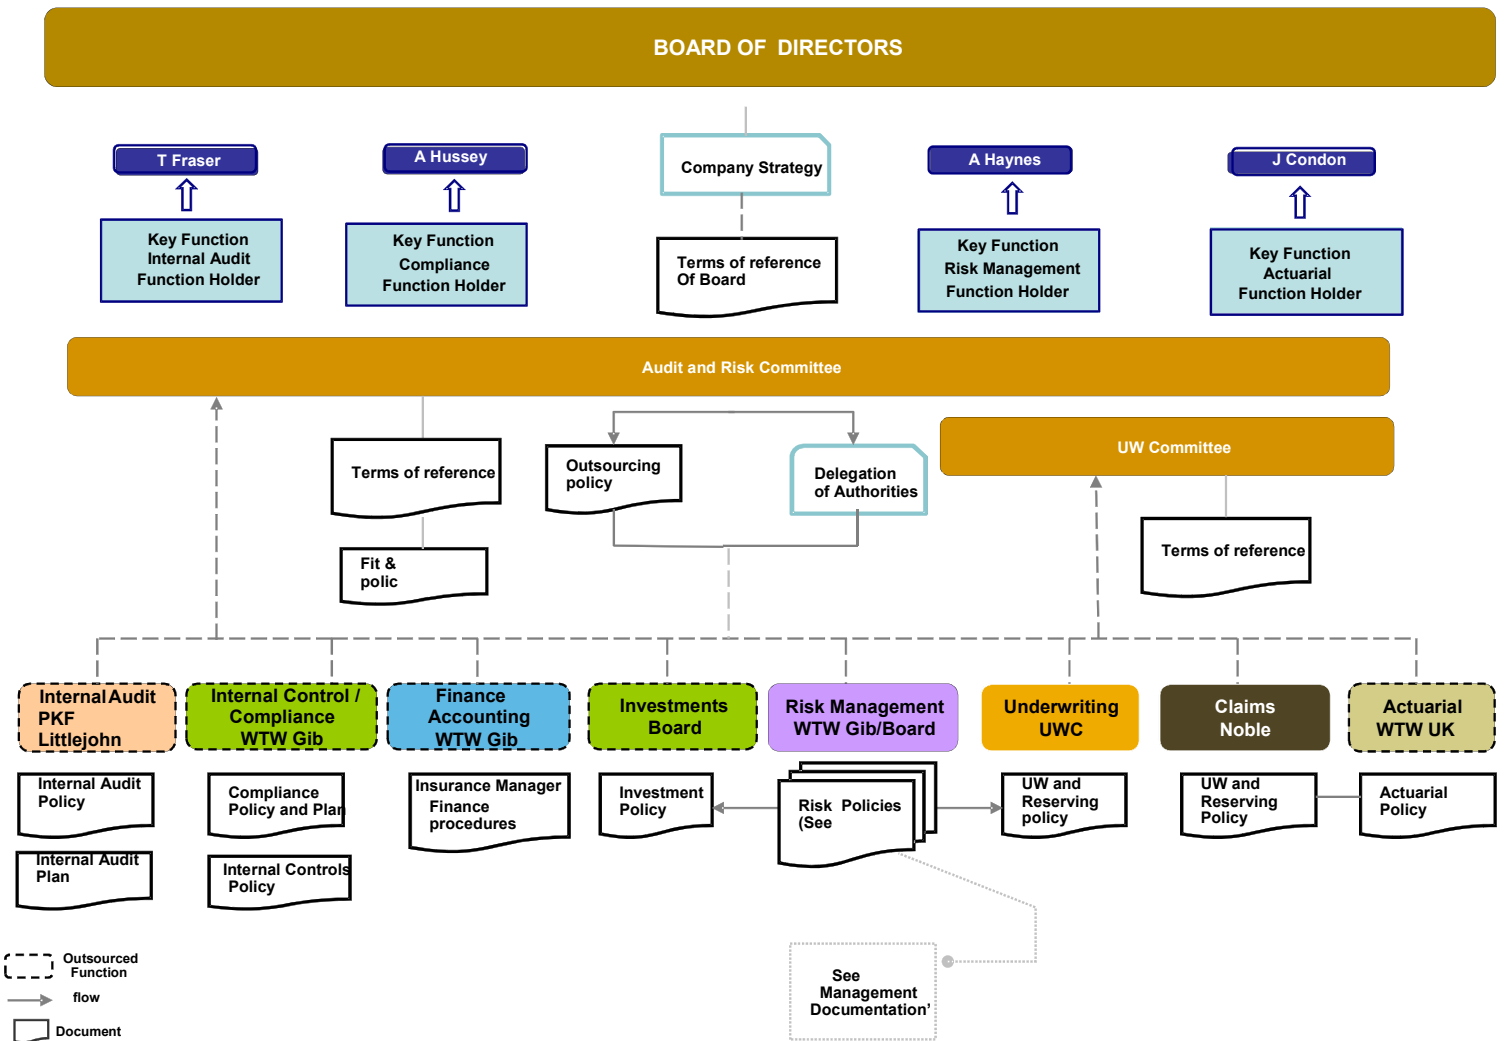 BOARD OF DIRECTORS
T Fraser
A Hussey
Company Strategy
A Haynes
J Condon
Key Function
Internal Audit
Function Holder
Key Function
Compliance
Function Holder
Terms of reference
Of Board
Key Function
Risk Management
Function Holder
Key Function
Actuarial
Function Holder
Audit and Risk Committee
Terms of reference
Outsourcing
policy
Delegation
of Authorities
UW Committee
Fit &
polic
Terms of reference
Internal Audit
PKF
Littlejohn
Internal Control /
Compliance
WTW Gib
Finance
Accounting
WTW Gib
Investments
Board
Risk Management
WTW Gib/Board
Underwriting
UWC
Claims
Noble
Actuarial
WTW UK
Internal Audit
Policy
Compliance
Policy and Plan
Insurance Manager
Finance
procedures
Investment
Policy
Risk Policies
(See
UW and
Reserving
policy
UW and
Reserving
Policy
Actuarial
Policy
Internal Audit
Plan
Internal Controls
Policy
See
Management
Documentation’
Outsourced
Function
flow
Document